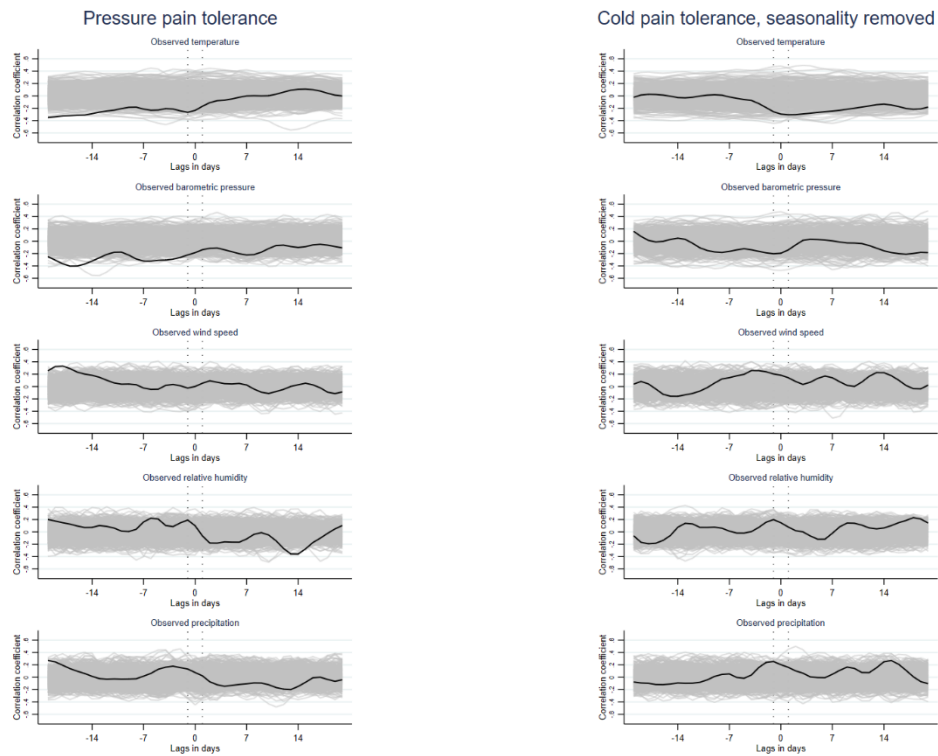 Pressure pain tolerance
Observed temperature
Correlation coefficient
-14 -7 0 7 14
Lags in days
Observed barometric pressure
Correlation coefficient
-14 -7 0 7 14
Lags in days
Observed wind speed
Correlation coefficient
-14 -7 0 7 14
Lags in days
Observed relative humidity
Correlation coefficient
-14 -7 0 7 14
Lags in days
Observed precipitation
Correlation coefficient
-14 -7 0 7 14
Lags in days
Cold pain tolerance, seasonality removed
Observed temperature
Correlation coefficient
-14 -7 0 7 14
Lags in days
Observed barometric pressure
Correlation coefficient
-14 -7 0 7 14
Lags in days
Observed wind speed
Correlation coefficient
-14 -7 0 7 14
Lags in days
Observed relative humidity
Correlation coefficient
-14 -7 0 7 14
Lags in days
Observed precipitation
Correlation coefficient
-14 -7 0 7 14
Lags in days